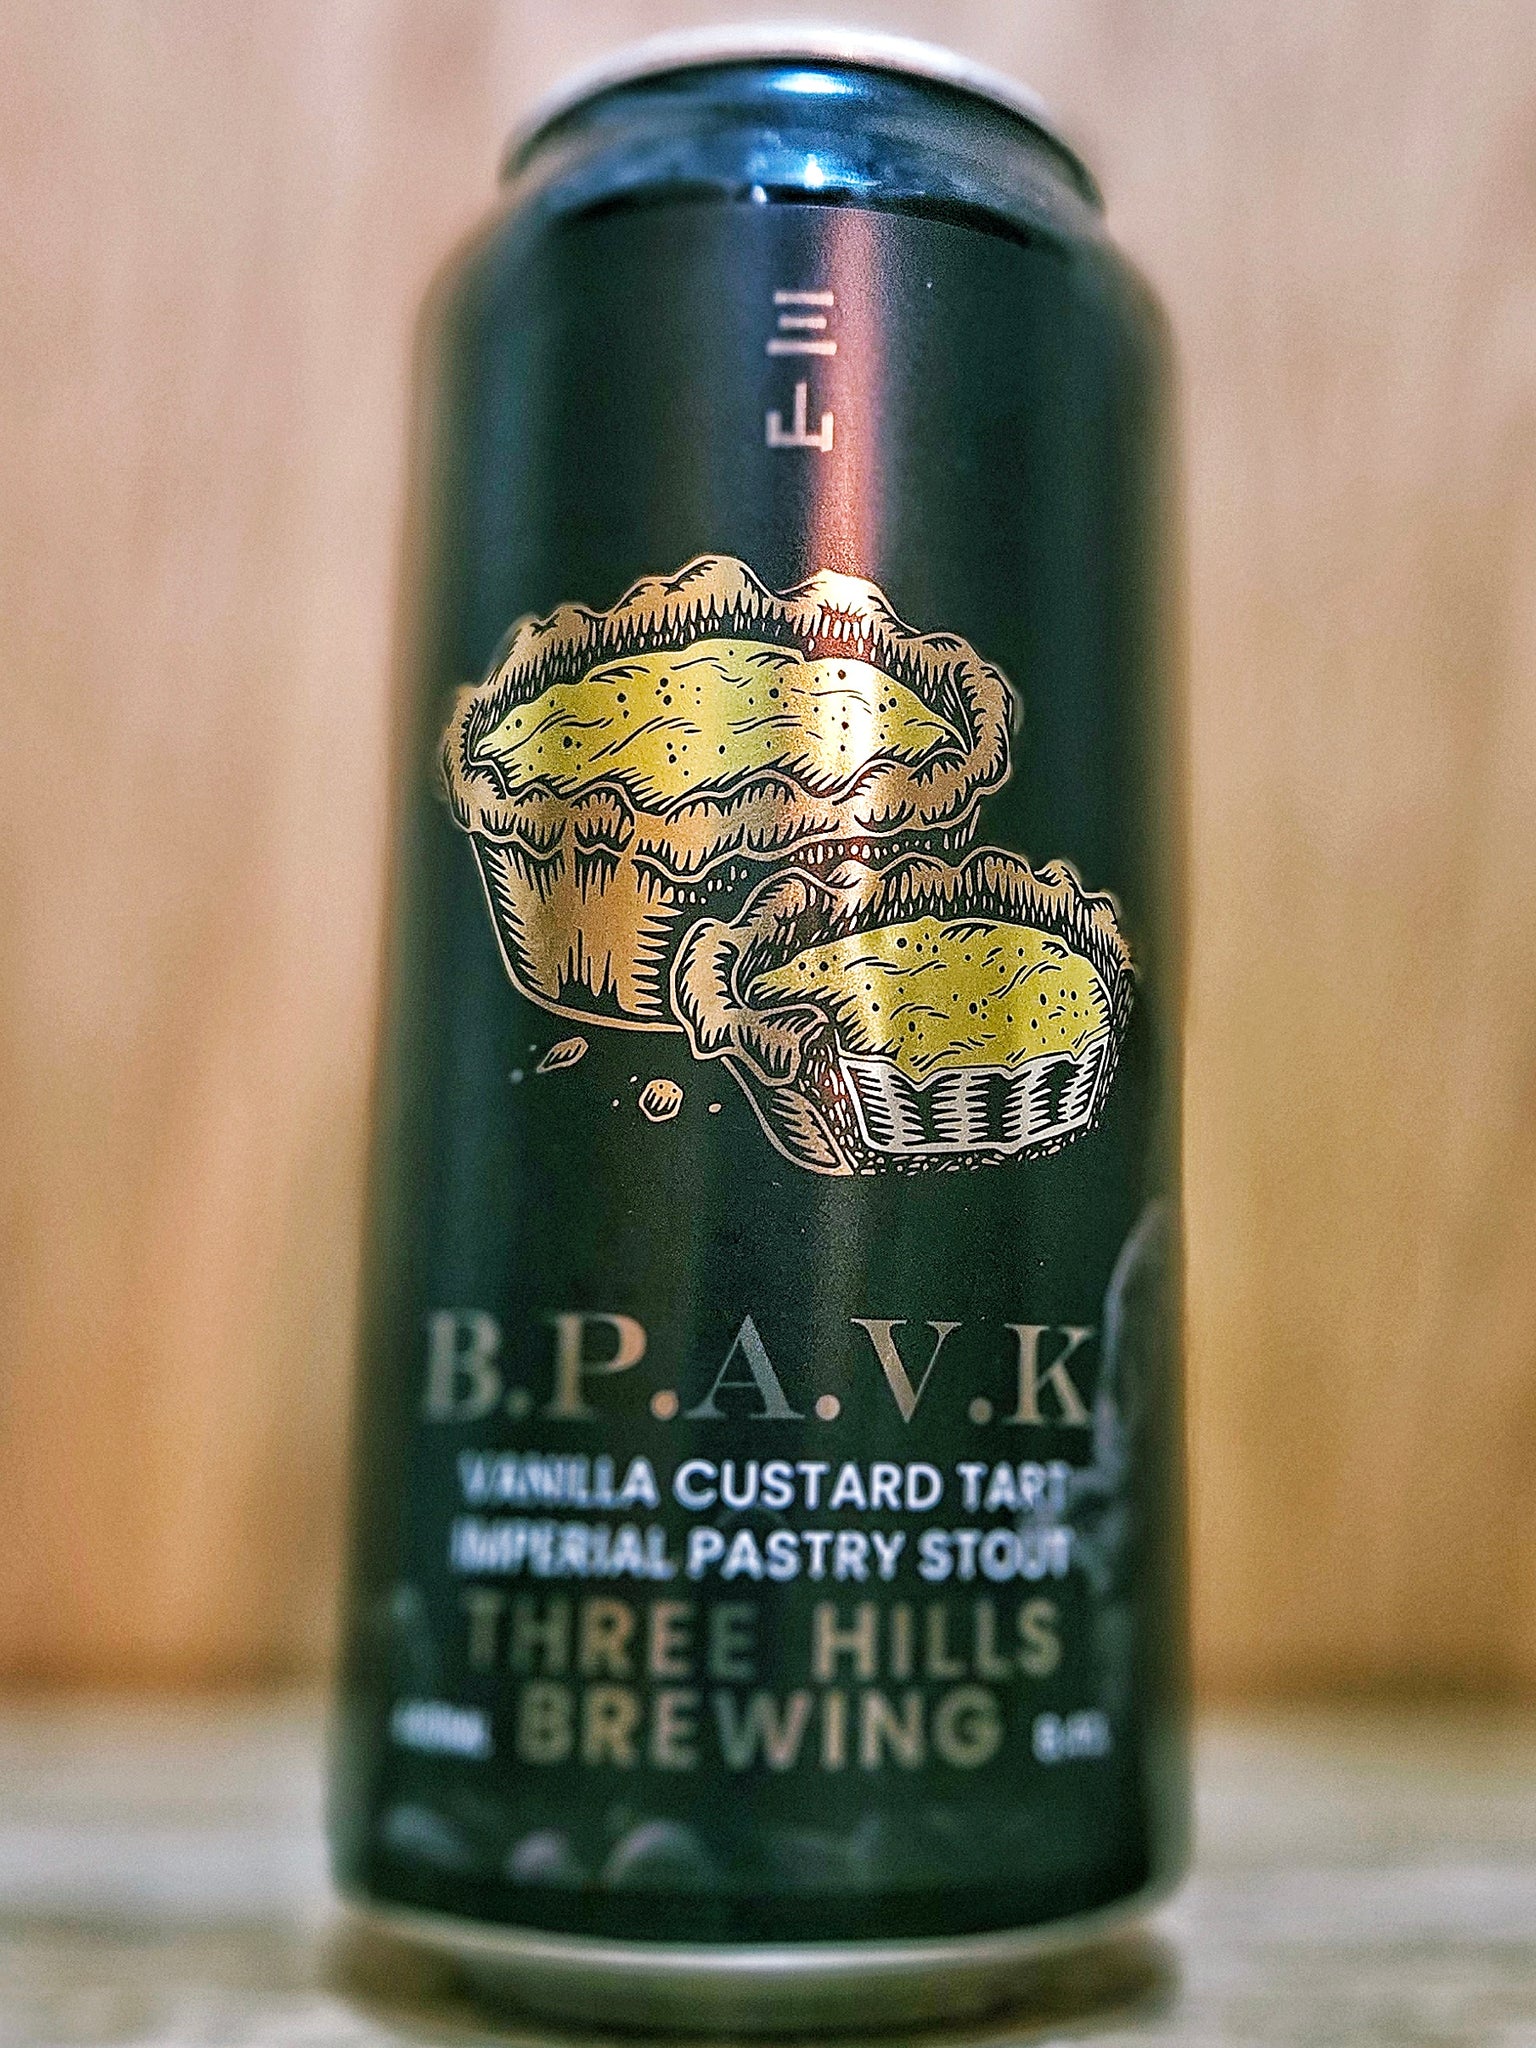 B.P.A.V.K
VANILLA CUSTARD TART
IMPERIAL PASTRY STOUT
THREE HILLS
BREWING